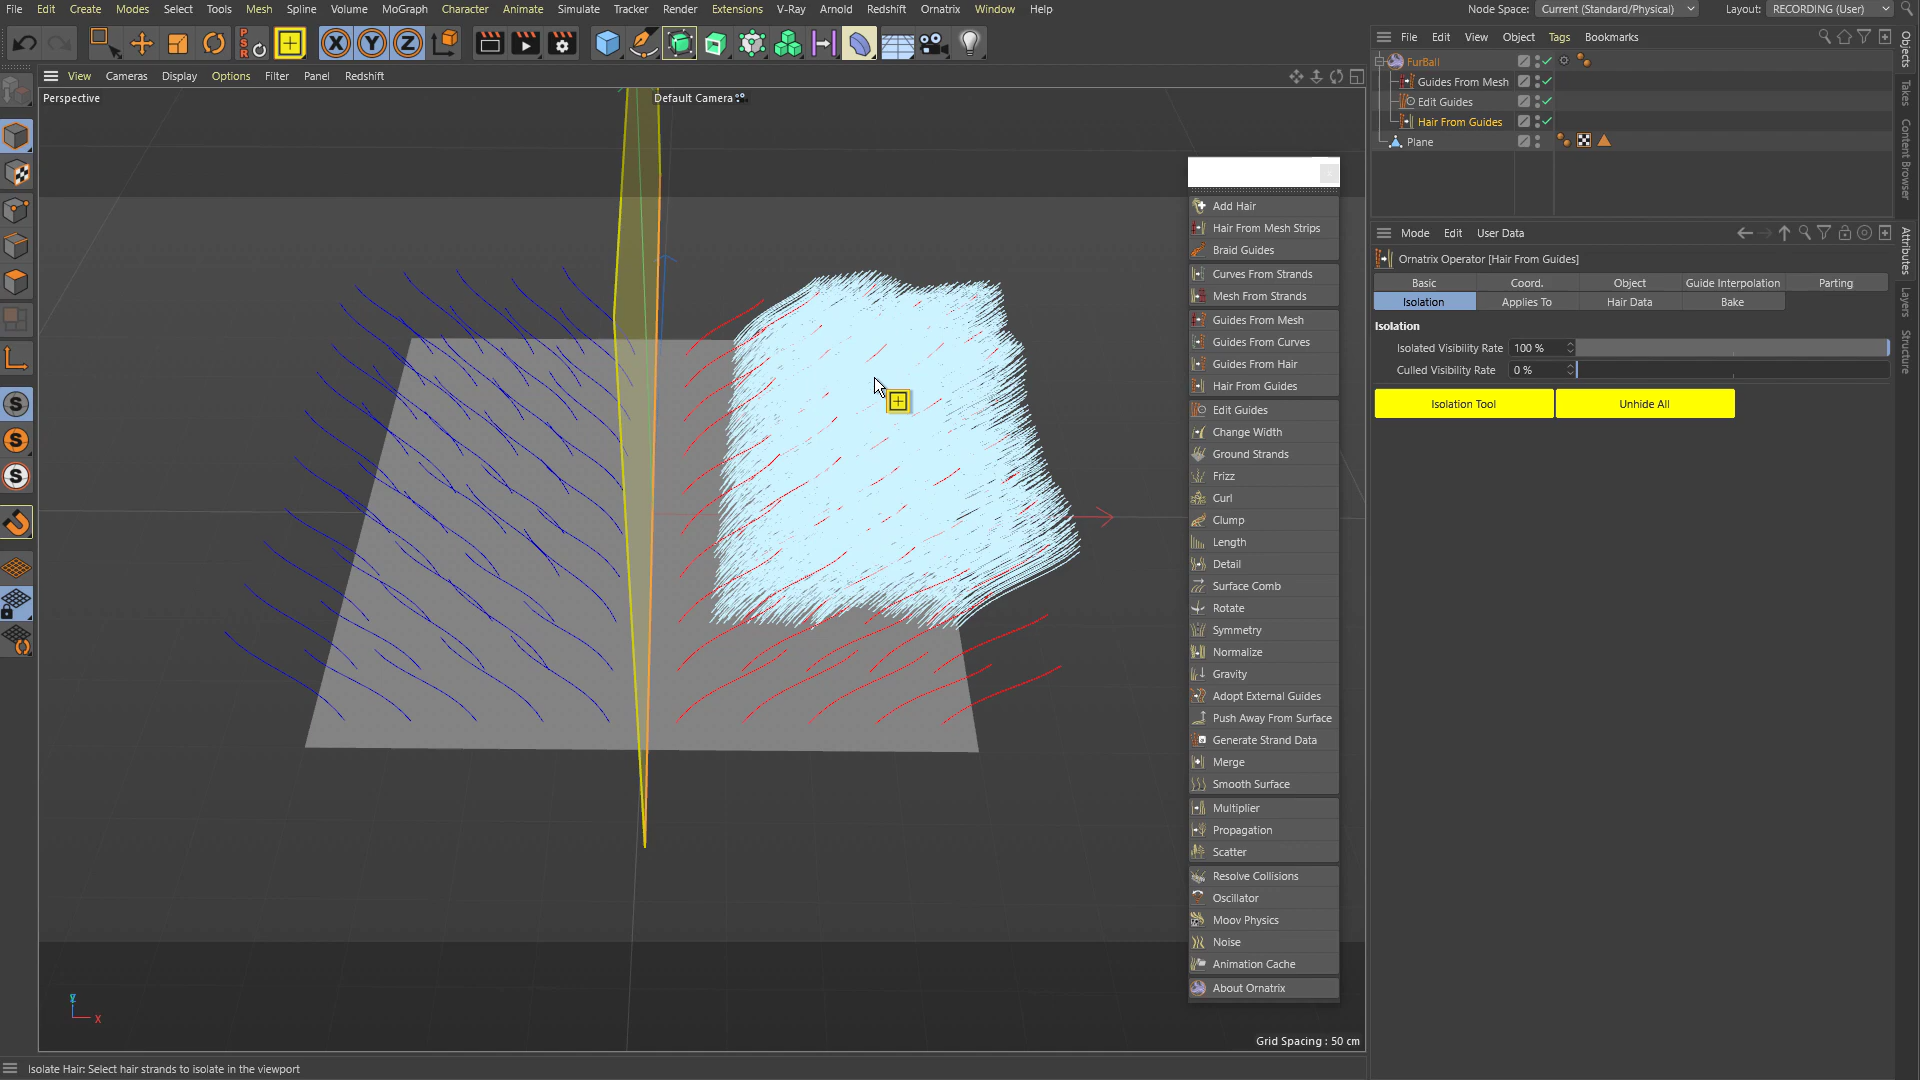 File Edit Create Modes Select Tools Mesh Spline Volume MoGraph Character Animate Simulate Tracker Render Extensions V-Ray Arnold Redshift Ornatrix Window Help Node Space: Current (Standard/Physical) Layout: RECORDING (User)
PSR X Y Z
File Edit View Object Tags Bookmarks
View Cameras Display Options Filter Panel Redshift
Perspective Default Camera
FurBall
Guides From Mesh
Edit Guides
Hair From Guides
Plane
Objects
Takes
Content Browser
Attributes
Layers
Structure
Mode Edit User Data
Ornatrix Operator [Hair From Guides]
Basic Coord. Object Guide Interpolation Parting
Isolation Applies To Hair Data Bake
Isolation
Isolated Visibility Rate 100 %
Culled Visibility Rate 0 %
Isolation Tool Unhide All
Add Hair
Hair From Mesh Strips
Braid Guides
Curves From Strands
Mesh From Strands
Guides From Mesh
Guides From Curves
Guides From Hair
Hair From Guides
Edit Guides
Change Width
Ground Strands
Frizz
Curl
Clump
Length
Detail
Surface Comb
Rotate
Symmetry
Normalize
Gravity
Adopt External Guides
Push Away From Surface
Generate Strand Data
Merge
Smooth Surface
Multiplier
Propagation
Scatter
Resolve Collisions
Oscillator
Moov Physics
Noise
Animation Cache
About Ornatrix
S
S
S
Y
X
Grid Spacing : 50 cm
Isolate Hair: Select hair strands to isolate in the viewport